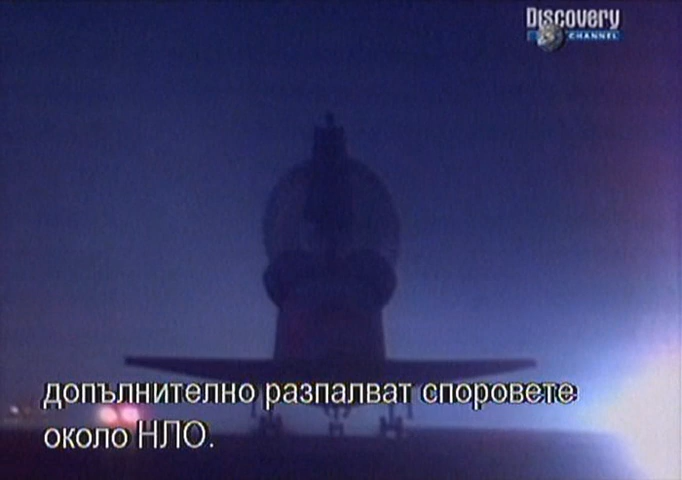 Discovery
CHANNEL
допълнително разпалват споровете
около НЛО.